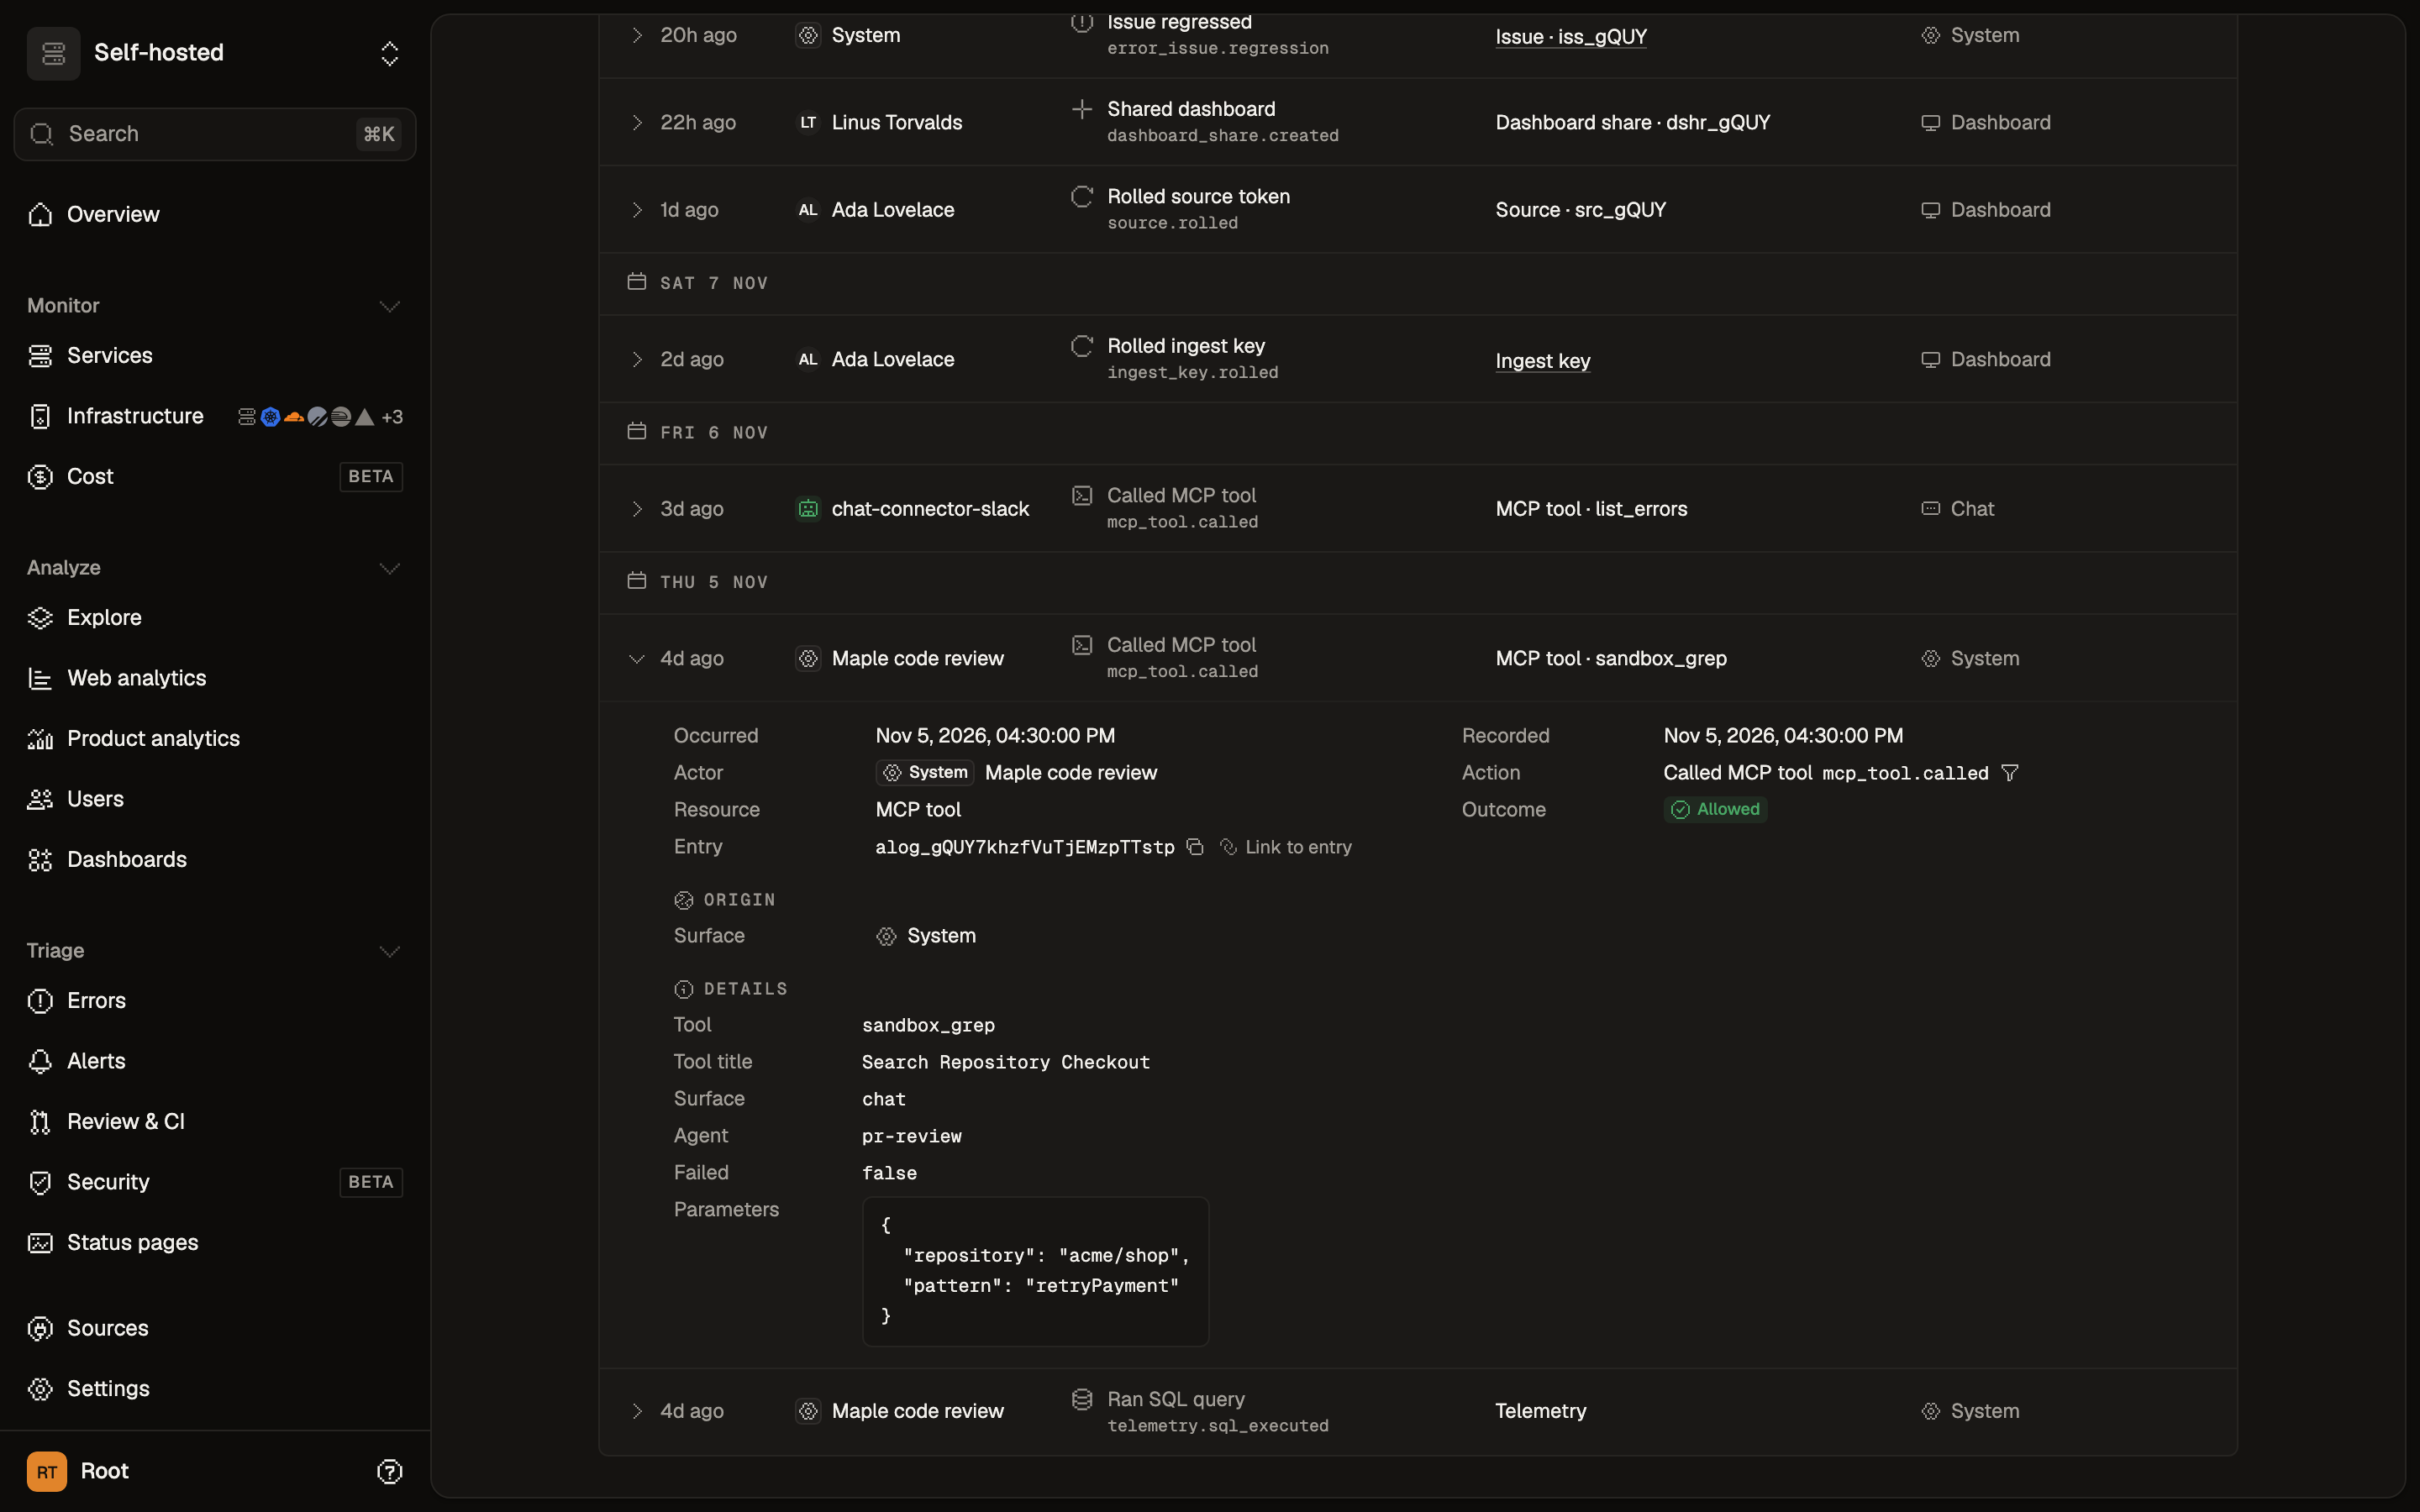 Self-hosted
Search ⌘K
Overview
Monitor
Services
Infrastructure +3
Cost BETA
Analyze
Explore
Web analytics
Product analytics
Users
Dashboards
Triage
Errors
Alerts
Review & CI
Security BETA
Status pages
Sources
Settings
RT Root
20h ago System Issue regressed Issue · iss_gQUY System
error_issue.regression
22h ago LT Linus Torvalds Shared dashboard Dashboard share · dshr_gQUY Dashboard
dashboard_share.created
1d ago AL Ada Lovelace Rolled source token Source · src_gQUY Dashboard
source.rolled
SAT 7 NOV
2d ago AL Ada Lovelace Rolled ingest key Ingest key Dashboard
ingest_key.rolled
FRI 6 NOV
3d ago chat-connector-slack Called MCP tool MCP tool · list_errors Chat
mcp_tool.called
THU 5 NOV
4d ago Maple code review Called MCP tool MCP tool · sandbox_grep System
mcp_tool.called
Occurred Nov 5, 2026, 04:30:00 PM Recorded Nov 5, 2026, 04:30:00 PM
Actor System Maple code review Action Called MCP tool mcp_tool.called
Resource MCP tool Outcome Allowed
Entry alog_gQUY7khzfVuTjEMzpTTstp Link to entry
ORIGIN
Surface System
DETAILS
Tool sandbox_grep
Tool title Search Repository Checkout
Surface chat
Agent pr-review
Failed false
Parameters {
"repository": "acme/shop",
"pattern": "retryPayment"
}
4d ago Maple code review Ran SQL query Telemetry System
telemetry.sql_executed